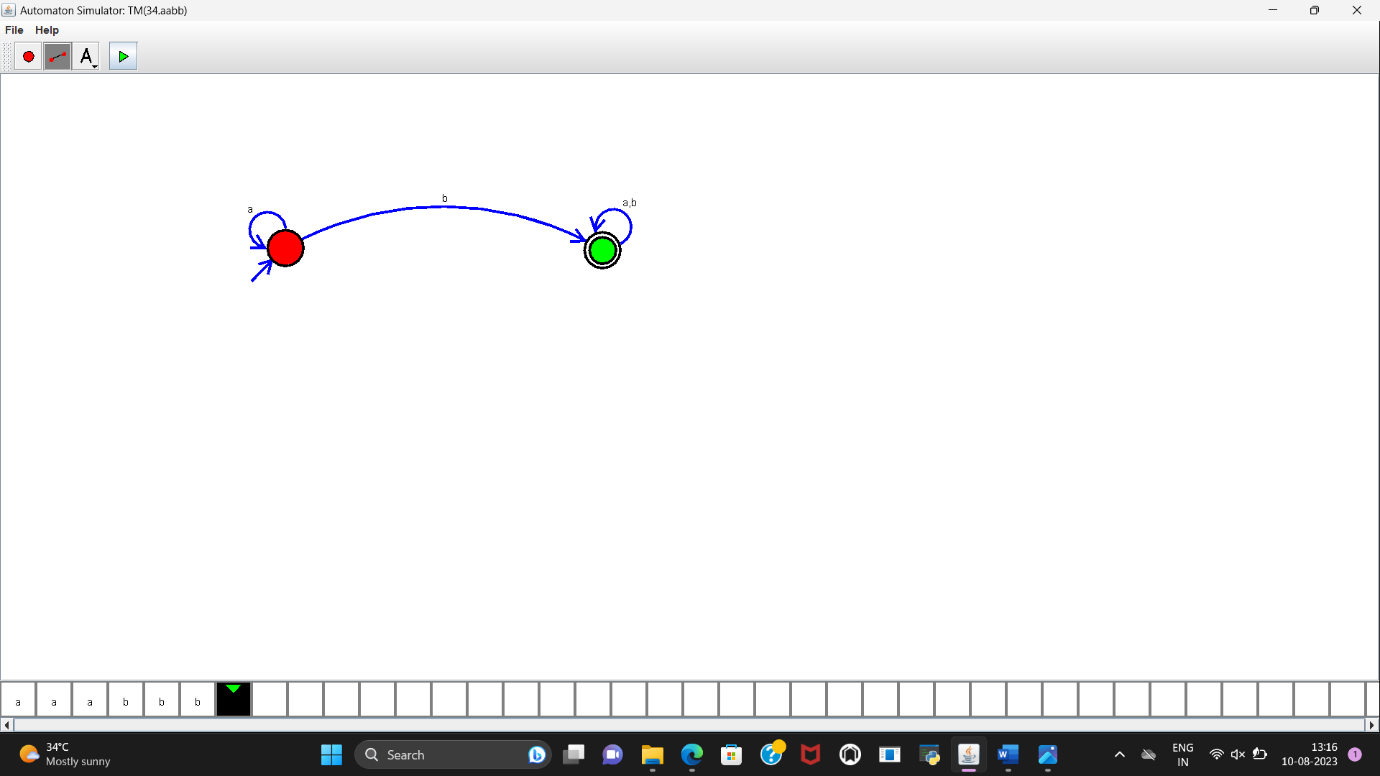 Automaton Simulator: TM(34.aabb)
File Help
A
b
a
a,b
a a a b b b
34°C
Mostly sunny
Search
ENG
IN
13:16
10-08-2023
1